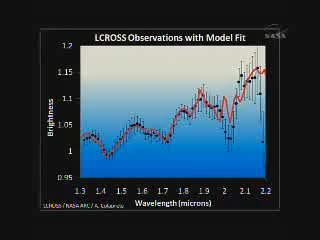 NASA
LCROSS Observations with Model Fit
1.2
1.15
1.1
1.05
1
0.95
Brightness
1.3 1.4 1.5 1.6 1.7 1.8 1.9 2 2.1 2.2
Wavelength (microns)
LCROSS / NASA ARC / A. Colaprete